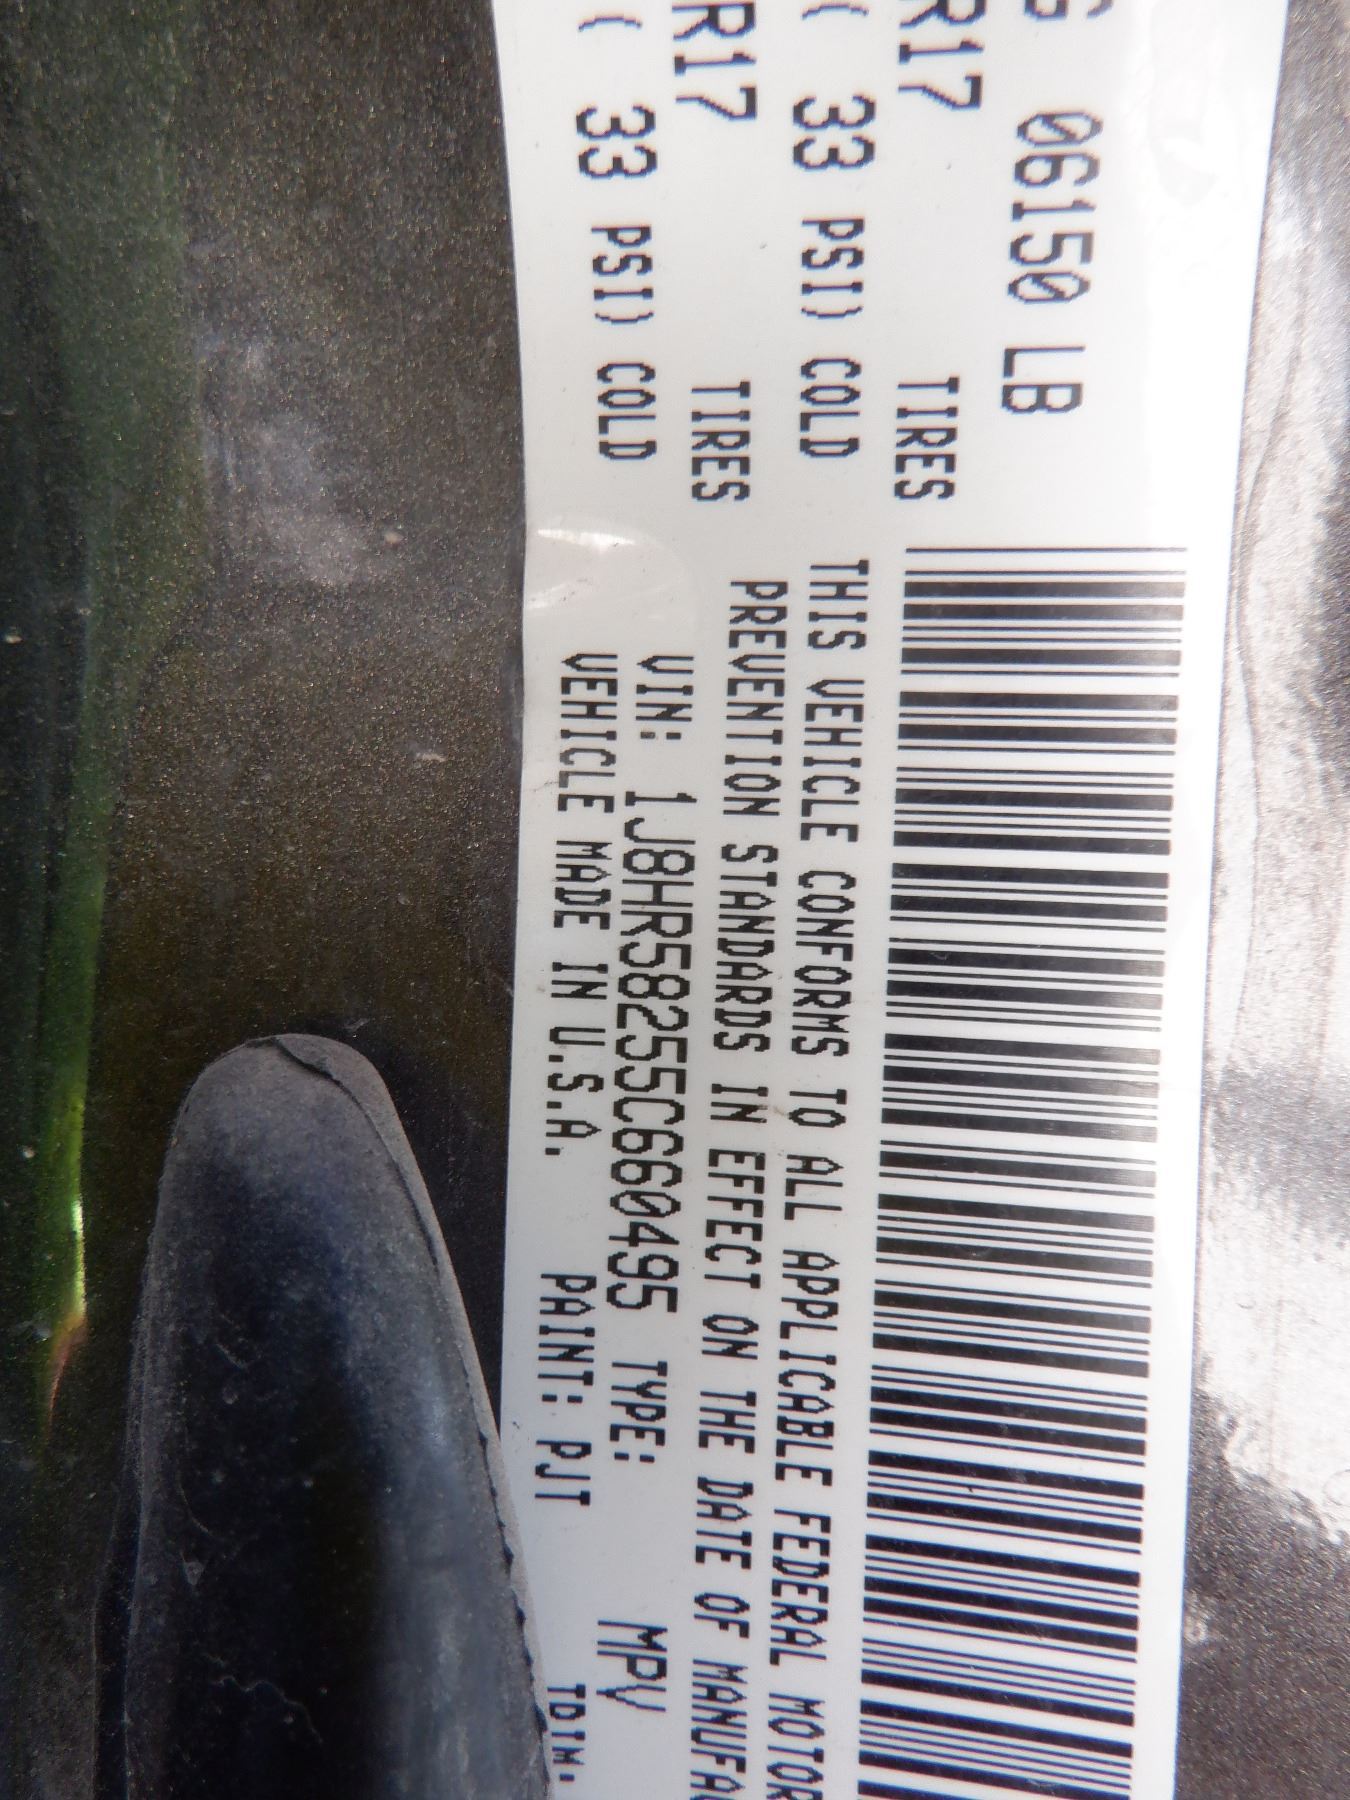 G 06150 LB
R17 TIRES
( 33 PSI) COLD
R17 TIRES
( 33 PSI) COLD
THIS VEHICLE CONFORMS TO ALL APPLICABLE FEDERAL MOTOR
PREVENTION STANDARDS IN EFFECT ON THE DATE OF MANUFA
VIN: 1J8HR58255C660495 TYPE: MPV
VEHICLE MADE IN U.S.A. PAINT: PJT TRIM: